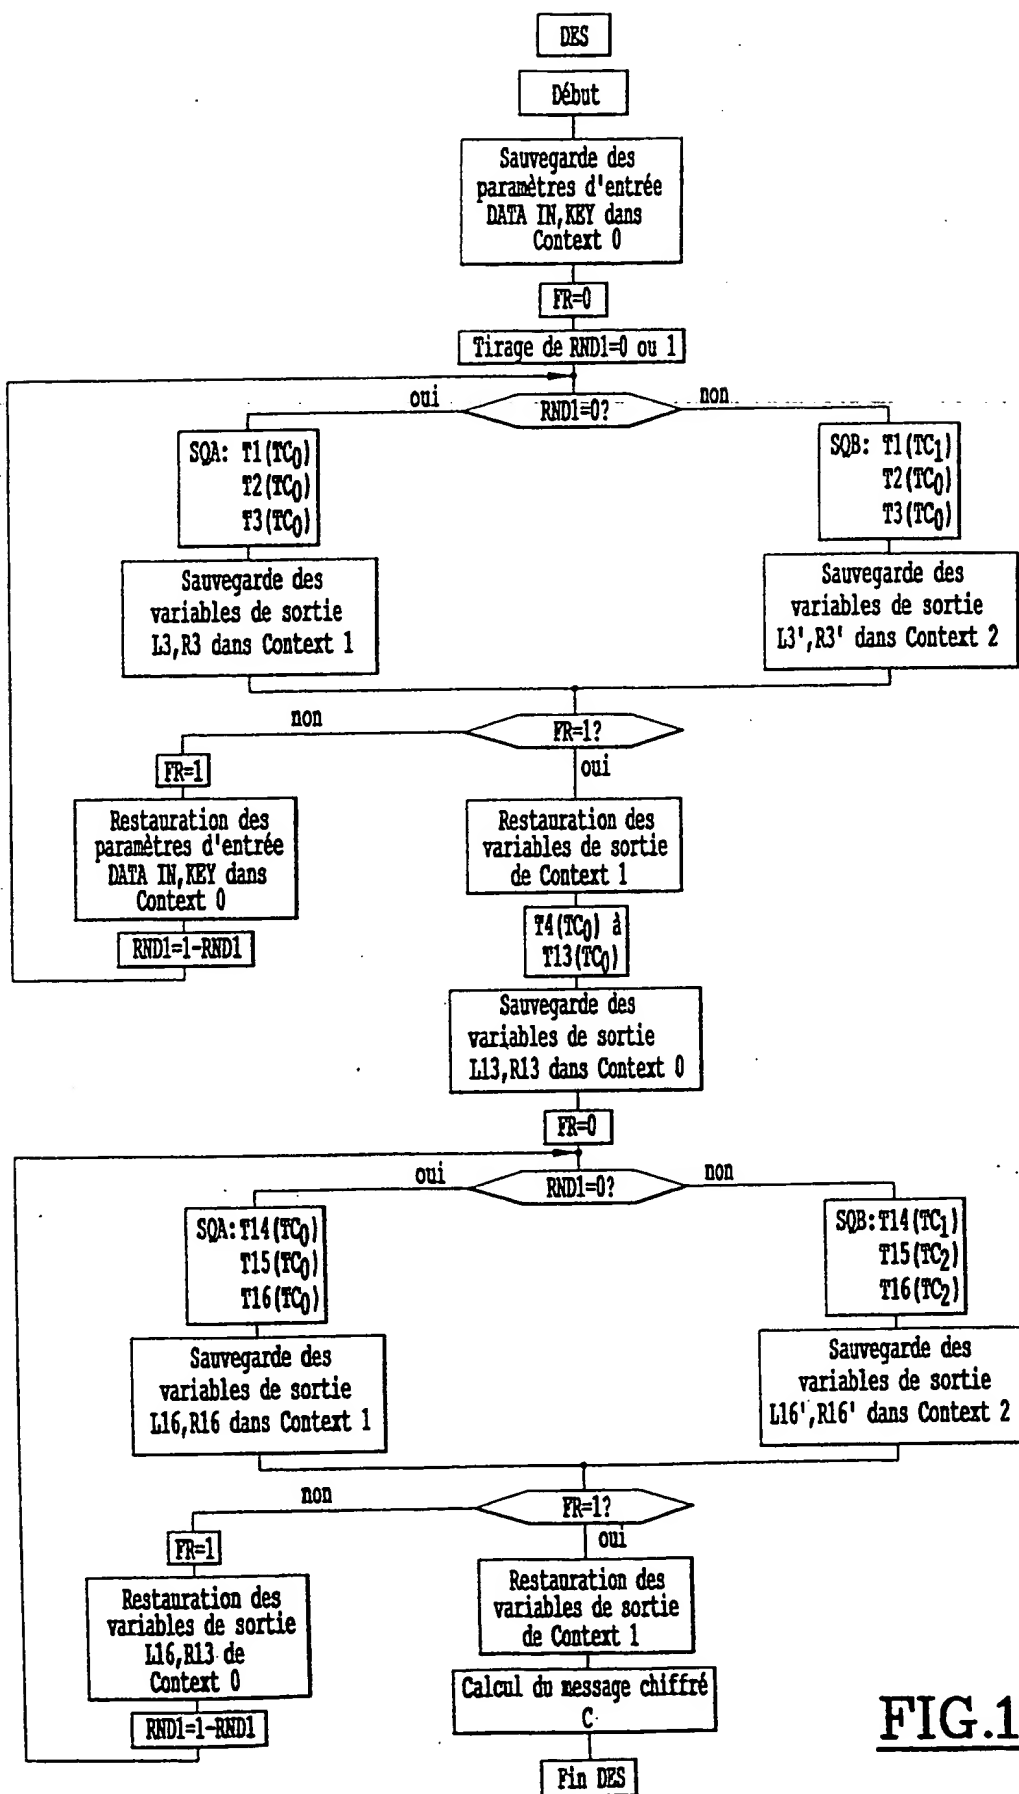 DES
Début
Sauvegarde des
paramètres d'entrée
DATA IN,KEY dans
Context 0
FR=0
Tirage de RND1=0 ou 1
oui
RND1=0?
non
SQA: T1(TC0)
T2(TC0)
T3(TC0)
SQB: T1(TC1)
T2(TC0)
T3(TC0)
Sauvegarde des
variables de sortie
L3,R3 dans Context 1
Sauvegarde des
variables de sortie
L3',R3' dans Context 2
non
FR=1?
oui
FR=1
Restauration des
paramètres d'entrée
DATA IN,KEY dans
Context 0
RND1=1-RND1
Restauration des
variables de sortie
de Context 1
T4(TC0) à
T13(TC0)
Sauvegarde des
variables de sortie
L13,R13 dans Context 0
FR=0
oui
RND1=0?
non
SQA:T14(TC0)
T15(TC0)
T16(TC0)
SQB:T14(TC1)
T15(TC2)
T16(TC2)
Sauvegarde des
variables de sortie
L16,R16 dans Context 1
Sauvegarde des
variables de sortie
L16',R16' dans Context 2
non
FR=1?
oui
FR=1
Restauration des
variables de sortie
L16,R13 de
Context 0
RND1=1-RND1
Restauration des
variables de sortie
de Context 1
Calcul du message chiffré
C
Fin DES
FIG.1